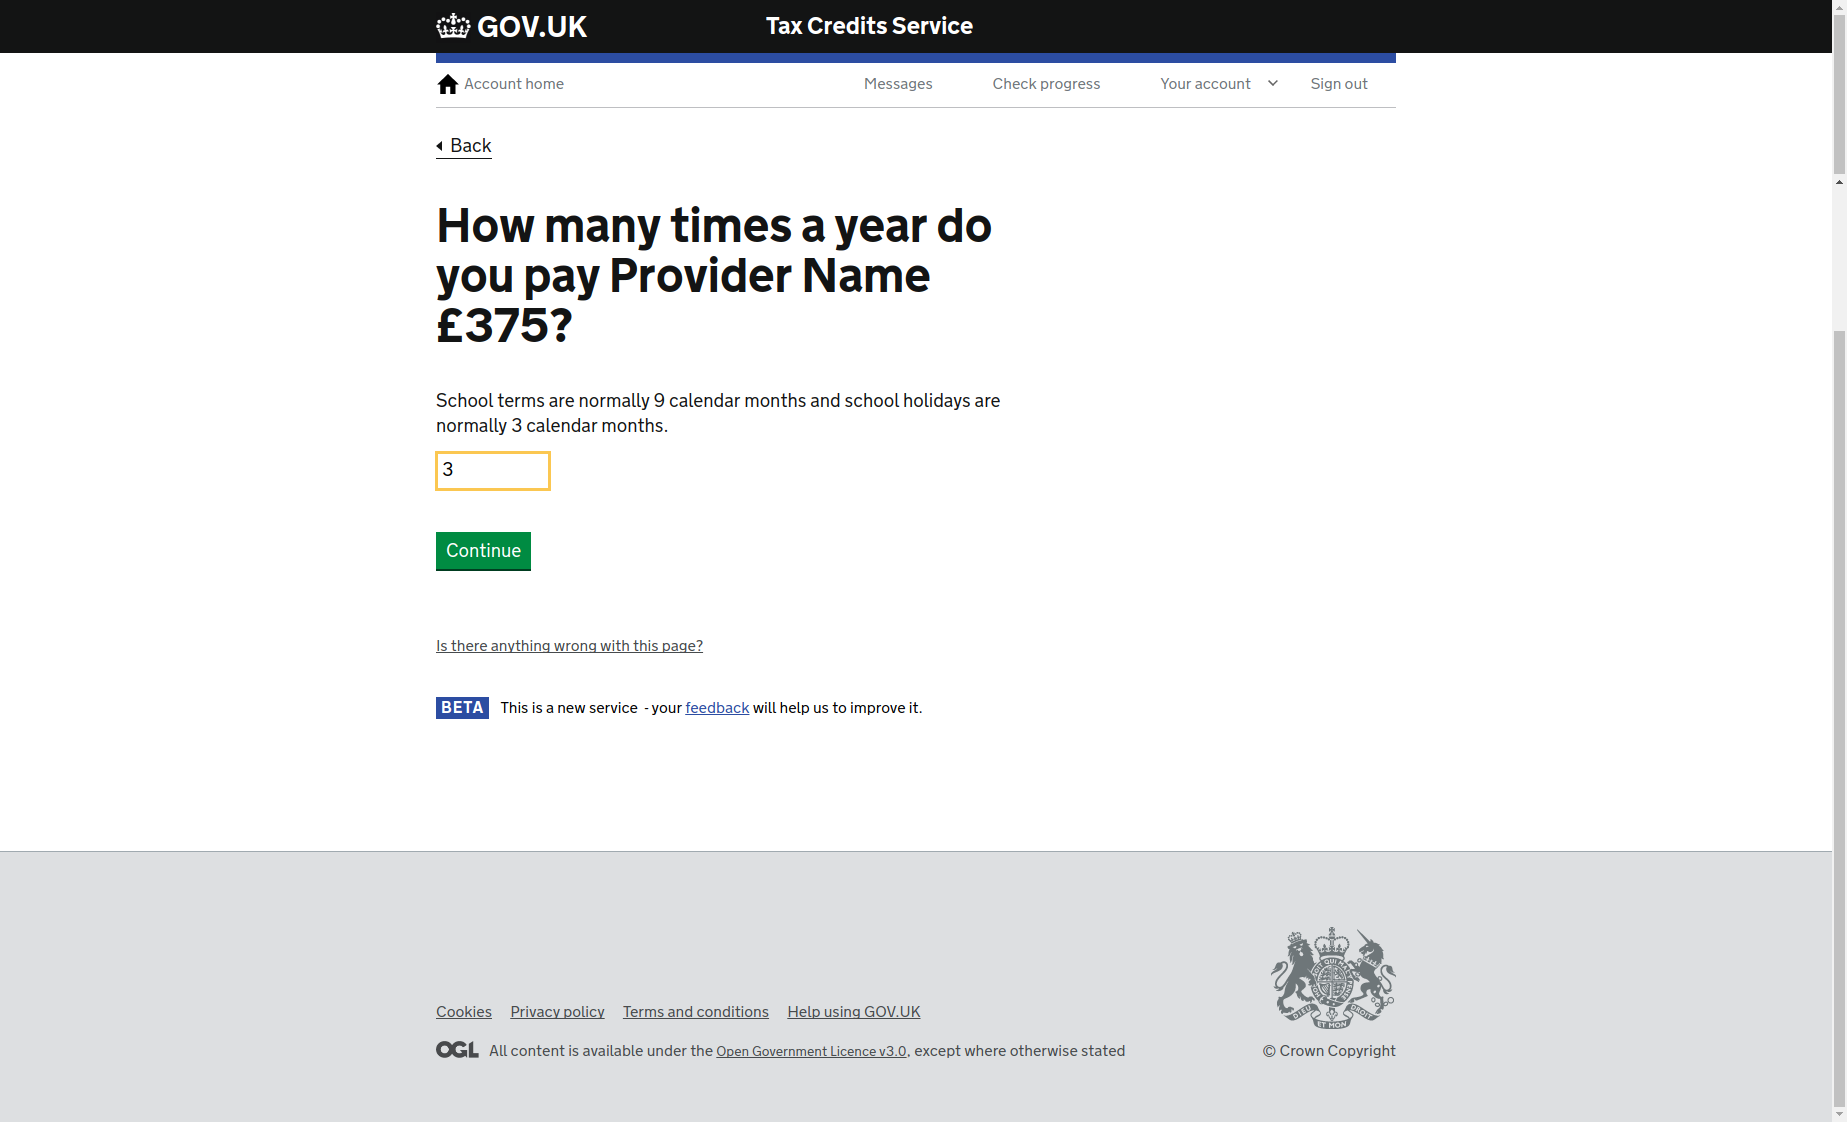 GOV.UK
Tax Credits Service
Account home
Messages
Check progress
Your account
Sign out
Back
How many times a year do
you pay Provider Name
£375?
School terms are normally 9 calendar months and school holidays are
normally 3 calendar months.
3
Continue
Is there anything wrong with this page?
BETA This is a new service - your feedback will help us to improve it.
Cookies Privacy policy Terms and conditions Help using GOV.UK
OGL All content is available under the Open Government Licence v3.0, except where otherwise stated
© Crown Copyright